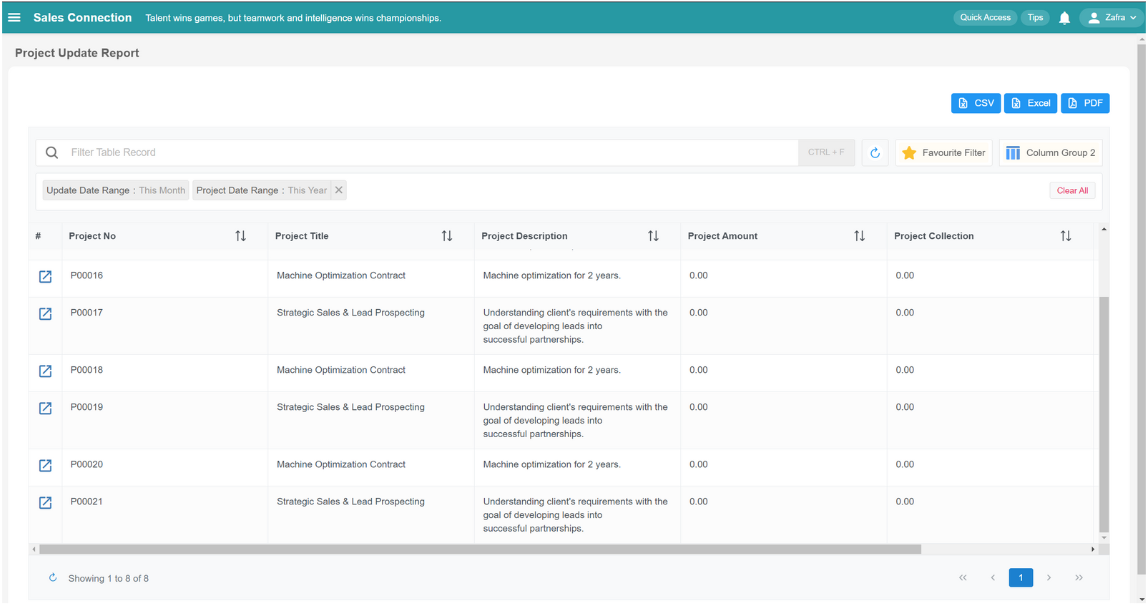 Sales Connection Talent wins games, but teamwork and intelligence wins championships. Quick Access Tips Zafra
Project Update Report
CSV Excel PDF
Filter Table Record CTRL + F Favourite Filter Column Group 2
Update Date Range : This Month Project Date Range : This Year Clear All
# Project No Project Title Project Description Project Amount Project Collection
P00016 Machine Optimization Contract Machine optimization for 2 years. 0.00 0.00
P00017 Strategic Sales & Lead Prospecting Understanding client's requirements with the 0.00 0.00
goal of developing leads into
successful partnerships.
P00018 Machine Optimization Contract Machine optimization for 2 years. 0.00 0.00
P00019 Strategic Sales & Lead Prospecting Understanding client's requirements with the 0.00 0.00
goal of developing leads into
successful partnerships.
P00020 Machine Optimization Contract Machine optimization for 2 years. 0.00 0.00
P00021 Strategic Sales & Lead Prospecting Understanding client's requirements with the 0.00 0.00
goal of developing leads into
successful partnerships.
Showing 1 to 8 of 8 << < 1 > >>